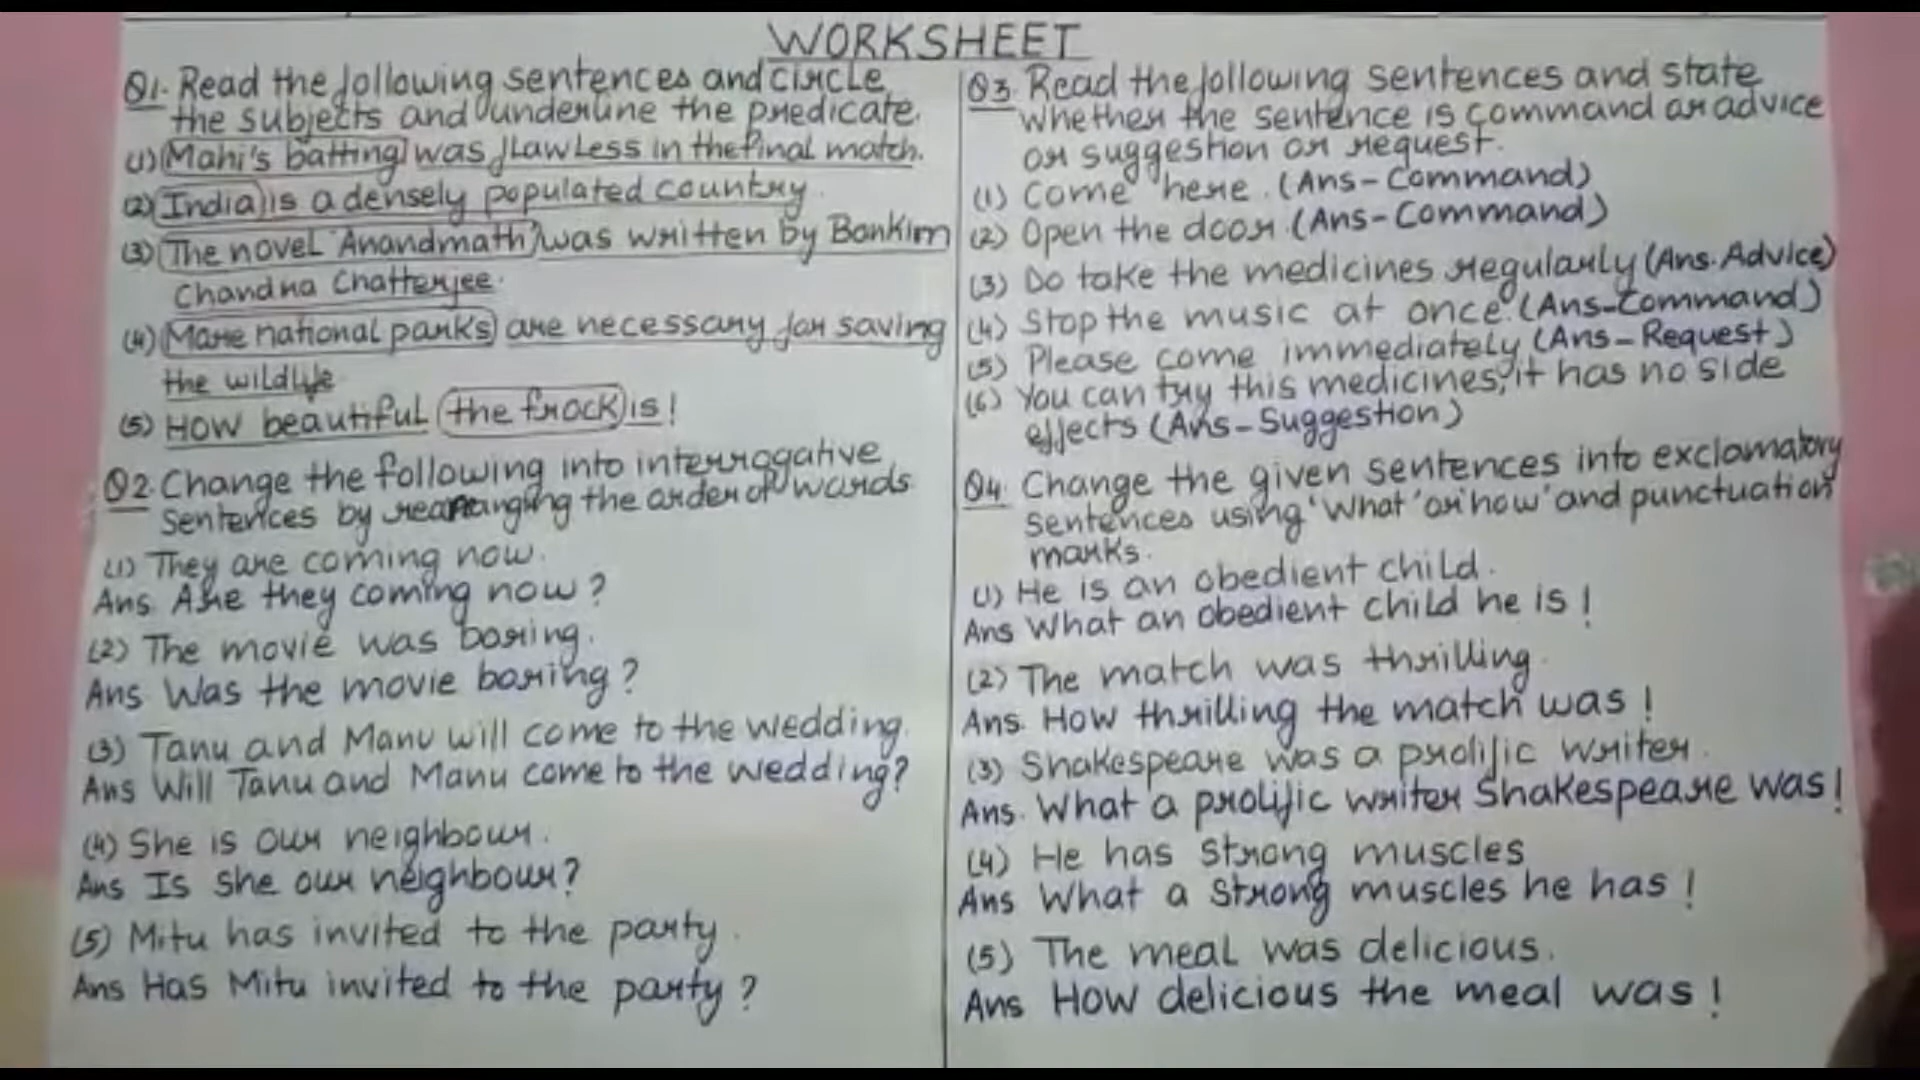 WORKSHEET
Q1. Read the following sentences and circle
the subjects and underline the predicate.
(1) Mahi's batting was flawless in the final match.
(2) India is a densely populated country.
(3) The novel 'Anandmath' was written by Bankim
Chandra Chatterjee.
(4) More national parks are necessary for saving
the wildlife
(5) How beautiful the frock is!
Q2. Change the following into interrogative
sentences by rearranging the order of words.
(1) They are coming now.
Ans. Are they coming now?
(2) The movie was boring.
Ans. Was the movie boring?
(3) Tanu and Manu will come to the wedding.
Ans Will Tanu and Manu come to the wedding?
(4) She is our neighbour.
Ans Is she our neighbour?
(5) Mitu has invited to the party.
Ans Has Mitu invited to the party?
Q3. Read the following sentences and state
whether the sentence is command or advice
or suggestion or request.
(1) Come here. (Ans-Command)
(2) Open the door. (Ans-Command)
(3) Do take the medicines regularly (Ans. Advice)
(4) Stop the music at once. (Ans-Command)
(5) Please come immediately. (Ans-Request)
(6) You can try this medicines, it has no side
effects (Ans-Suggestion)
Q4. Change the given sentences into exclamatory
sentences using 'What' or 'how' and punctuation
marks.
(1) He is an obedient child.
Ans What an obedient child he is!
(2) The match was thrilling.
Ans. How thrilling the match was!
(3) Shakespeare was a prolific writer.
Ans. What a prolific writer Shakespeare was!
(4) He has strong muscles
Ans What a strong muscles he has!
(5) The meal was delicious.
Ans How delicious the meal was!